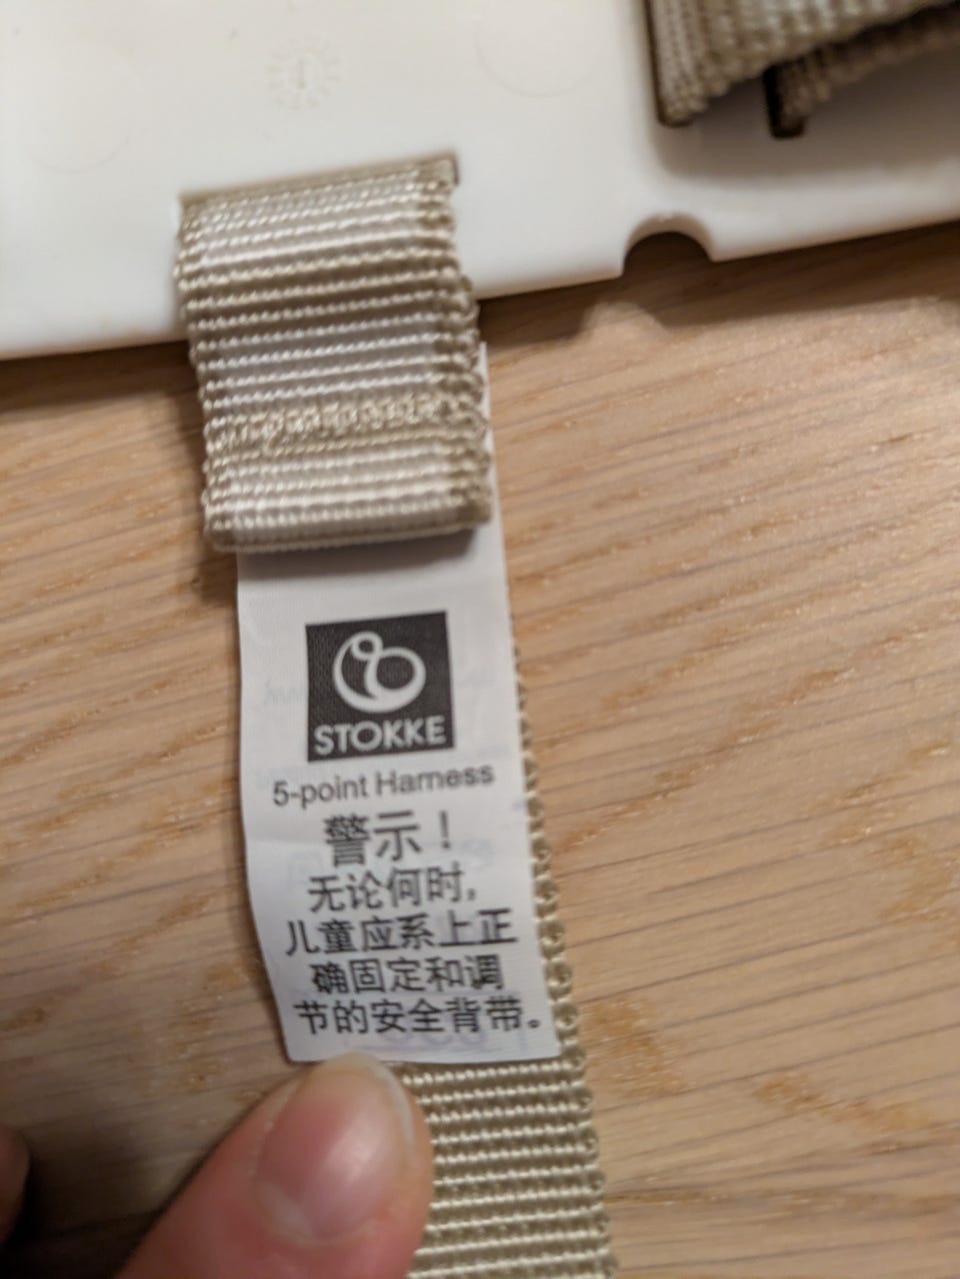 STOKKE
5-point Harness
警示！
无论何时,
儿童应系上正
确固定和调
节的安全背带。